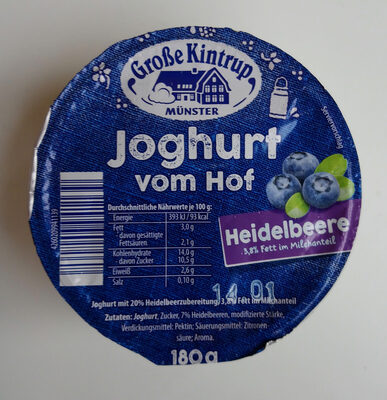 Große Kintrup
MÜNSTER
Joghurt
vom Hof
Serviervorschlag
Heidelbeere
3,8% Fett im Milchanteil
Durchschnittliche Nährwerte je 100 g:
Energie 393 kJ / 93 kcal
Fett 3,0 g
davon gesättigte
Fettsäuren 2,1 g
Kohlenhydrate 14,0 g
davon Zucker 10,5 g
Eiweiß 2,6 g
Salz 0,10 g
14 01
Joghurt mit 20% Heidelbeerzubereitung, 3,8% Fett im Milchanteil
Zutaten: Joghurt, Zucker, 7% Heidelbeeren, modifizierte Stärke,
Verdickungsmittel: Pektin; Säuerungsmittel: Zitronen-
säure; Aroma.
180g